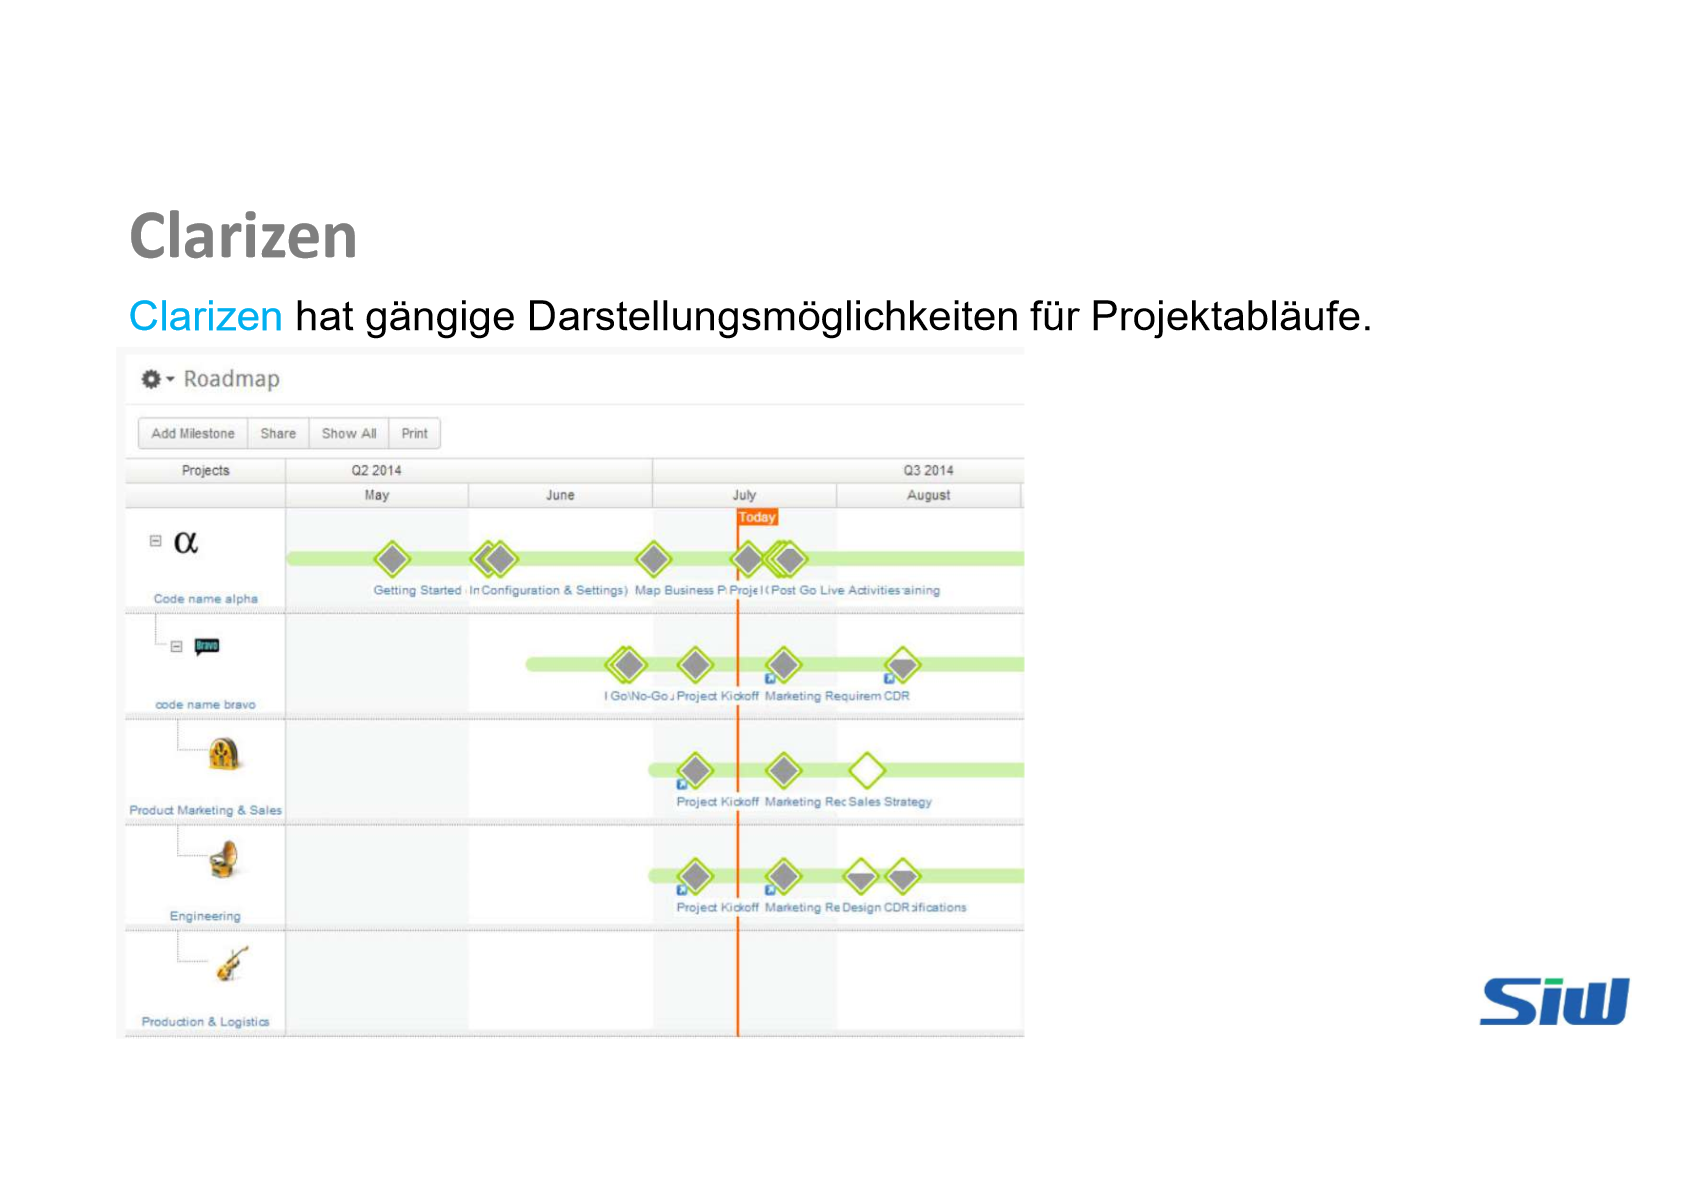 Clarizen
Clarizen hat gängige Darstellungsmöglichkeiten für Projektabläufe.
Roadmap
Add Milestone Share Show All Print
Projects Q2 2014 Q3 2014
May June July August
Today
α
Getting Started In Configuration & Settings) Map Business P Proje Post Go Live Activities aining
Code name alpha
Bravo
I Go\No-Go Project Kickoff Marketing Requirem CDR
code name bravo
Project Kickoff Marketing Rec Sales Strategy
Product Marketing & Sales
Project Kickoff Marketing Re Design CDR ifications
Engineering
Production & Logistics
Siw